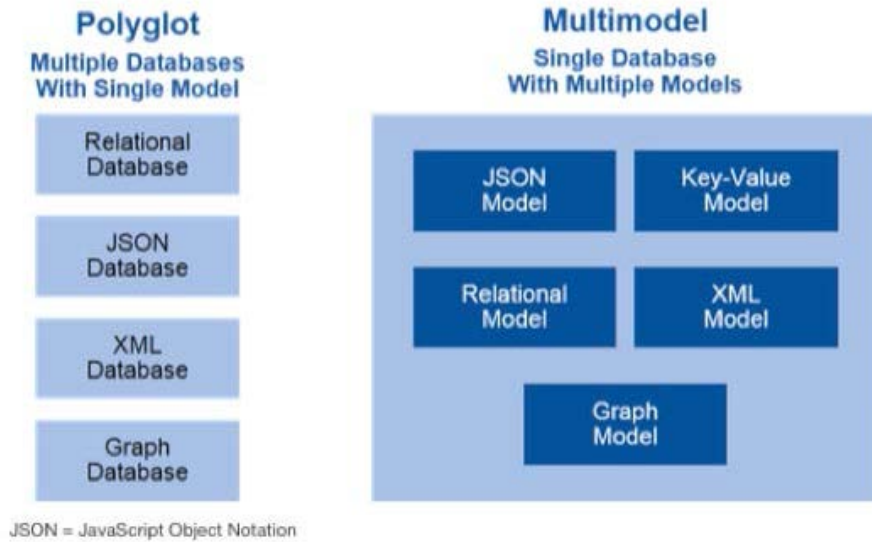 Polyglot
Multiple Databases
With Single Model
Relational
Database
JSON
Database
XML
Database
Graph
Database
JSON = JavaScript Object Notation
Multimodel
Single Database
With Multiple Models
JSON
Model
Key-Value
Model
Relational
Model
XML
Model
Graph
Model